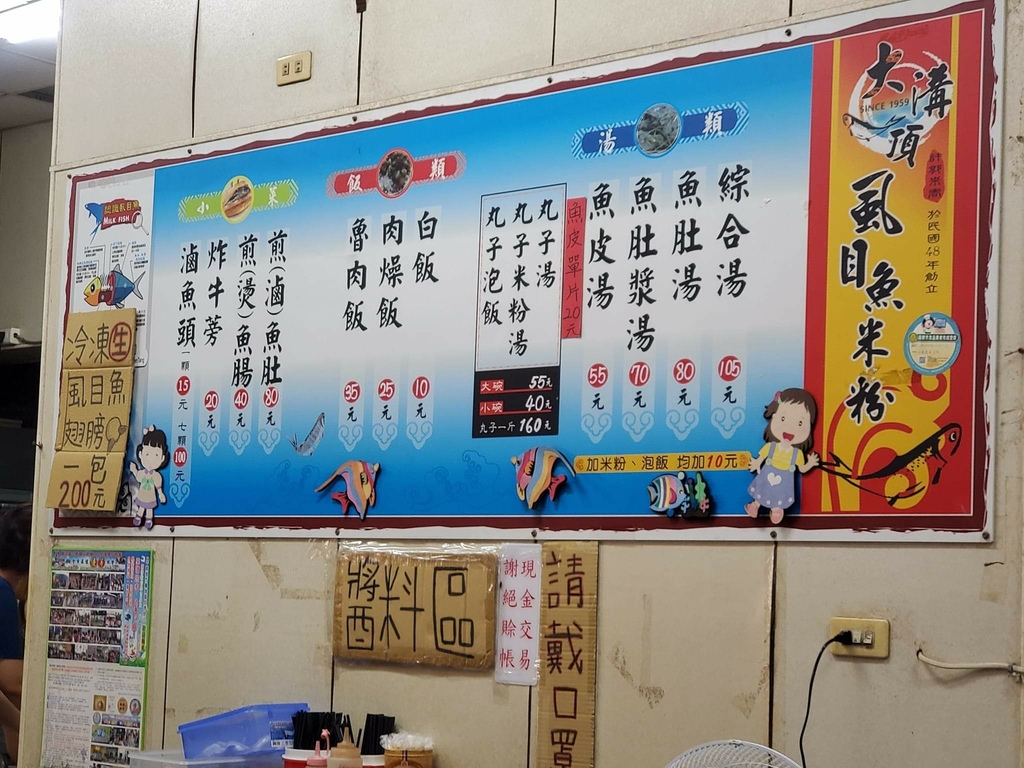 大溝頂
SINCE 1959
虱目魚米粉
於民國48年創立
湯類
綜合湯 105元
魚肚湯 80元
魚肚漿湯 70元
魚皮湯 55元
魚皮單片20元
丸子湯
丸子米粉湯
丸子泡飯
大碗 55元
小碗 40元
丸子一斤 160元
加米粉、泡飯 均加10元
飯類
白飯 10元
肉燥飯 25元
魯肉飯 35元
小菜
煎(滷)魚肚 80元
煎(燙)魚腸 40元
炸牛蒡 20元
滷魚頭 一顆15元 七顆100元
認識虱目魚
MILK FISH
冷凍生
虱目魚
翅膀
一包
200元
醬料區
現金交易
謝絕賒帳
請戴口罩